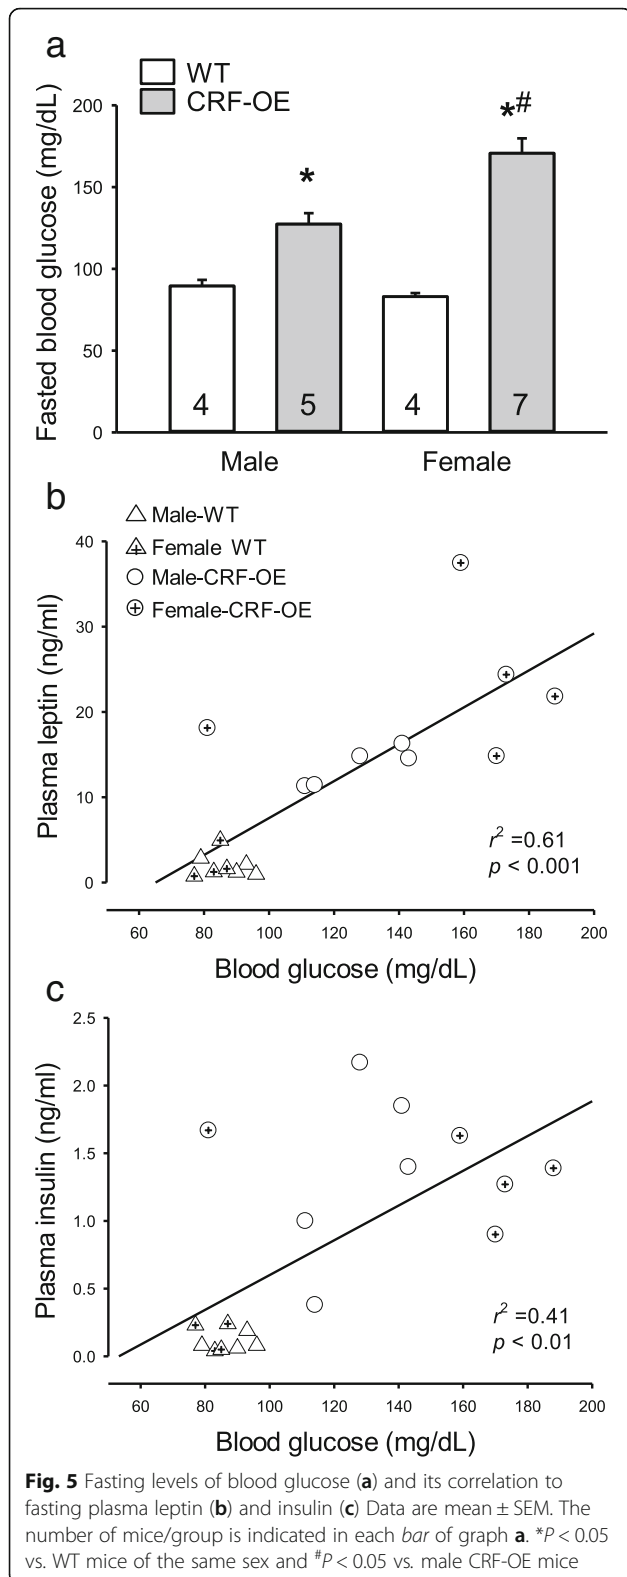 a
WT
CRF-OE
Fasted blood glucose (mg/dL)
200
150
100
50
0
*
*#
4
5
4
7
Male
Female
b
Male-WT
Female WT
Male-CRF-OE
Female-CRF-OE
Plasma leptin (ng/ml)
40
30
20
10
0
r² =0.61
p < 0.001
60 80 100 120 140 160 180 200
Blood glucose (mg/dL)
c
Plasma insulin (ng/ml)
2.5
2.0
1.5
1.0
0.5
0.0
r² =0.41
p < 0.01
60 80 100 120 140 160 180 200
Blood glucose (mg/dL)
Fig. 5 Fasting levels of blood glucose (a) and its correlation to
fasting plasma leptin (b) and insulin (c) Data are mean ± SEM. The
number of mice/group is indicated in each bar of graph a. *P < 0.05
vs. WT mice of the same sex and #P < 0.05 vs. male CRF-OE mice